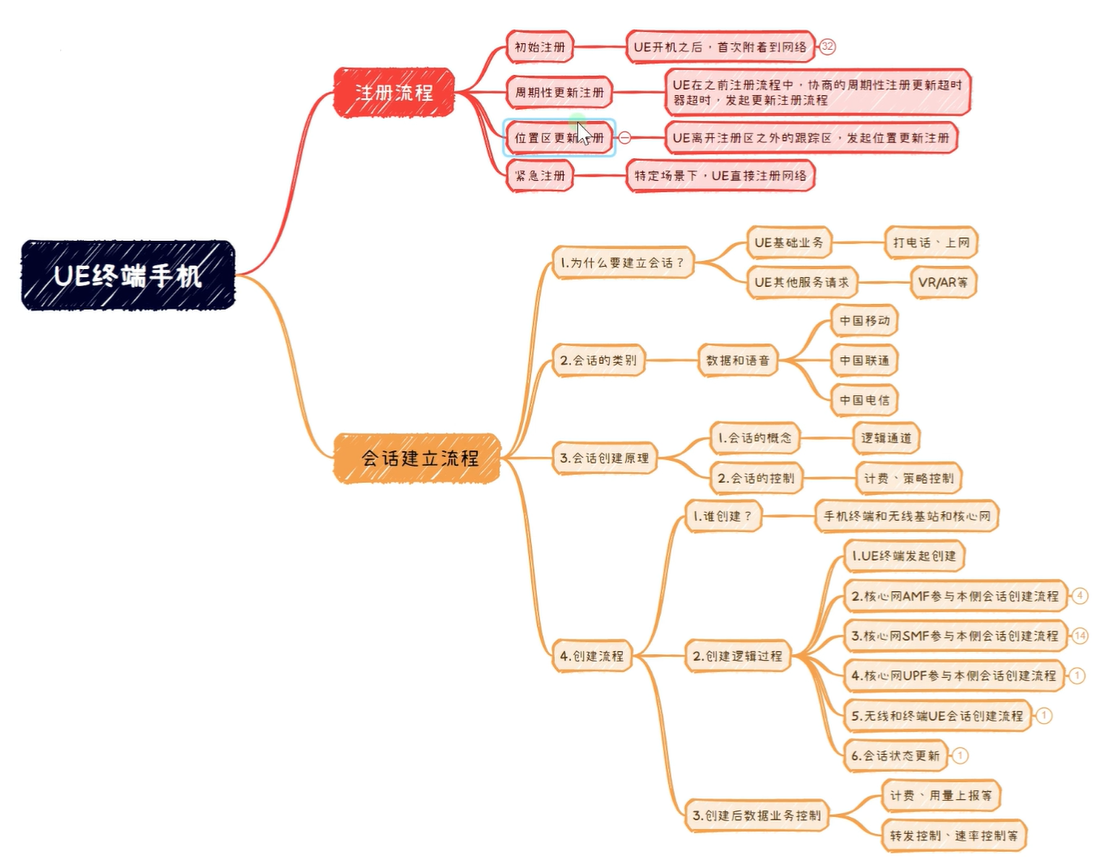 UE终端手机
注册流程
初始注册
UE开机之后，首次附着到网络
32
周期性更新注册
UE在之前注册流程中，协商的周期性注册更新超时
器超时，发起更新注册流程
位置区更新注册
UE离开注册区之外的跟踪区，发起位置更新注册
紧急注册
特定场景下，UE直接注册网络
会话建立流程
1.为什么要建立会话？
UE基础业务
打电话、上网
UE其他服务请求
VR/AR等
2.会话的类别
数据和语音
中国移动
中国联通
中国电信
3.会话创建原理
1.会话的概念
逻辑通道
2.会话的控制
计费、策略控制
4.创建流程
1.谁创建？
手机终端和无线基站和核心网
2.创建逻辑过程
1.UE终端发起创建
2.核心网AMF参与本侧会话创建流程
4
3.核心网SMF参与本侧会话创建流程
14
4.核心网UPF参与本侧会话创建流程
1
5.无线和终端UE会话创建流程
1
6.会话状态更新
1
3.创建后数据业务控制
计费、用量上报等
转发控制、速率控制等